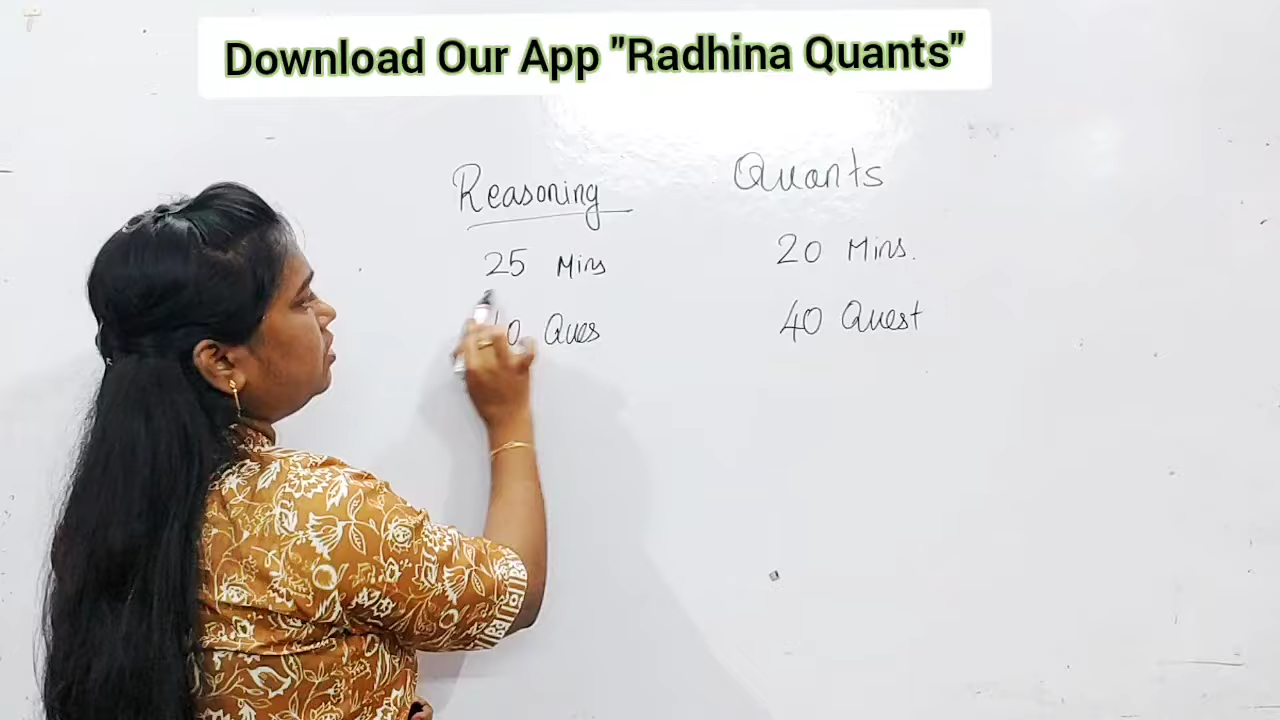 Download Our App "Radhina Quants"
Reasoning
25 Mins
Ques
Quants
20 Mins.
40 Quest